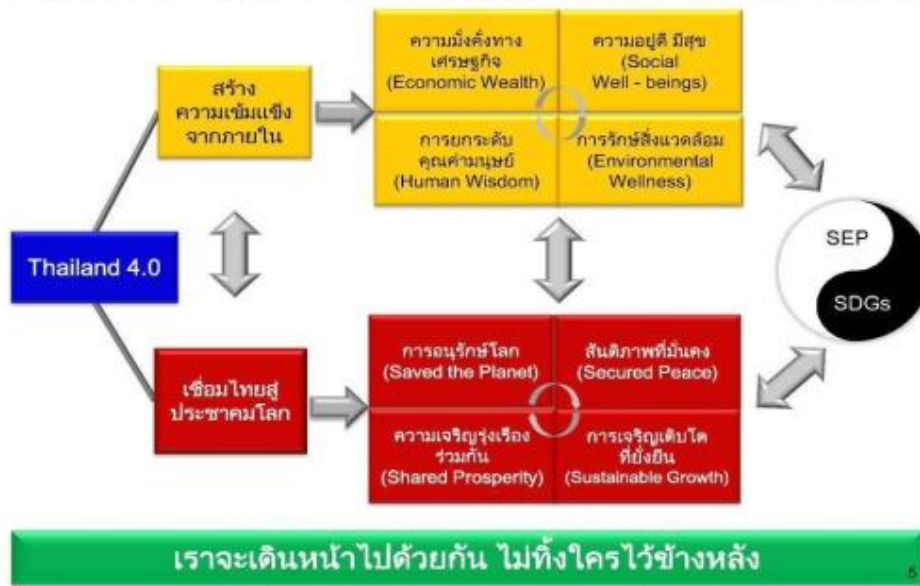 ความมั่งคั่งทาง
เศรษฐกิจ
(Economic Wealth)
ความอยู่ดี มีสุข
(Social
Well - beings)
สร้าง
ความเข้มแข็ง
จากภายใน
การยกระดับ
คุณค่ามนุษย์
(Human Wisdom)
การรักษ์สิ่งแวดล้อม
(Environmental
Wellness)
Thailand 4.0
SEP
SDGs
เชื่อมไทยสู่
ประชาคมโลก
การอนุรักษ์โลก
(Saved the Planet)
สันติภาพที่มั่นคง
(Secured Peace)
ความเจริญรุ่งเรือง
ร่วมกัน
(Shared Prosperity)
การเจริญเติบโต
ที่ยั่งยืน
(Sustainable Growth)
เราจะเดินหน้าไปด้วยกัน ไม่ทิ้งใครไว้ข้างหลัง